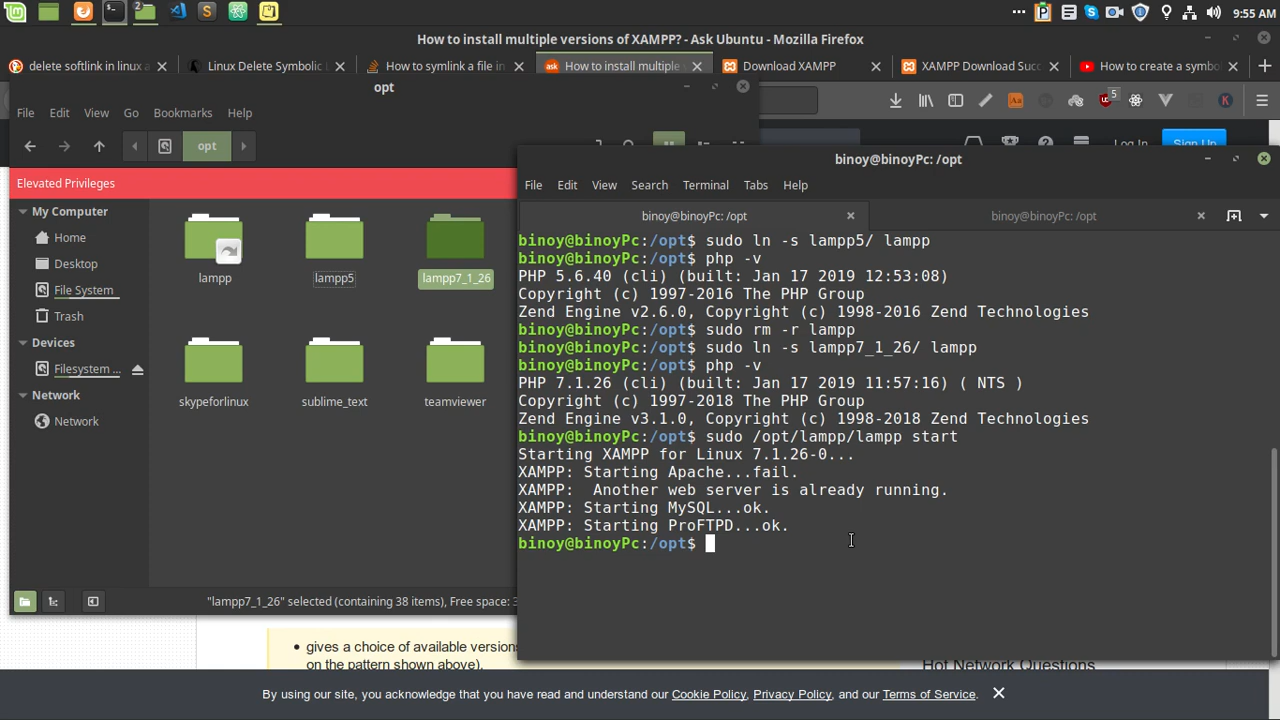 9:55 AM
How to install multiple versions of XAMPP? - Ask Ubuntu - Mozilla Firefox
delete softlink in linux a
Linux Delete Symbolic L
How to symlink a file in
How to install multiple
Download XAMPP
XAMPP Download Succ
How to create a symbo
5
Log In
Sign Up
opt
File Edit View Go Bookmarks Help
opt
Elevated Privileges
My Computer
Home
Desktop
File System
Trash
Devices
Filesystem ...
Network
Network
lampp
lampp5
lampp7_1_26
skypeforlinux
sublime_text
teamviewer
"lampp7_1_26" selected (containing 38 items), Free space: 3
binoy@binoyPc: /opt
File Edit View Search Terminal Tabs Help
binoy@binoyPc: /opt
binoy@binoyPc: /opt
binoy@binoyPc:/opt$ sudo ln -s lampp5/ lampp
binoy@binoyPc:/opt$ php -v
PHP 5.6.40 (cli) (built: Jan 17 2019 12:53:08)
Copyright (c) 1997-2016 The PHP Group
Zend Engine v2.6.0, Copyright (c) 1998-2016 Zend Technologies
binoy@binoyPc:/opt$ sudo rm -r lampp
binoy@binoyPc:/opt$ sudo ln -s lampp7_1_26/ lampp
binoy@binoyPc:/opt$ php -v
PHP 7.1.26 (cli) (built: Jan 17 2019 11:57:16) ( NTS )
Copyright (c) 1997-2018 The PHP Group
Zend Engine v3.1.0, Copyright (c) 1998-2018 Zend Technologies
binoy@binoyPc:/opt$ sudo /opt/lampp/lampp start
Starting XAMPP for Linux 7.1.26-0...
XAMPP: Starting Apache...fail.
XAMPP:  Another web server is already running.
XAMPP: Starting MySQL...ok.
XAMPP: Starting ProFTPD...ok.
binoy@binoyPc:/opt$
• gives a choice of available versions
on the pattern shown above).
Hot Network Questions
By using our site, you acknowledge that you have read and understand our Cookie Policy, Privacy Policy, and our Terms of Service.